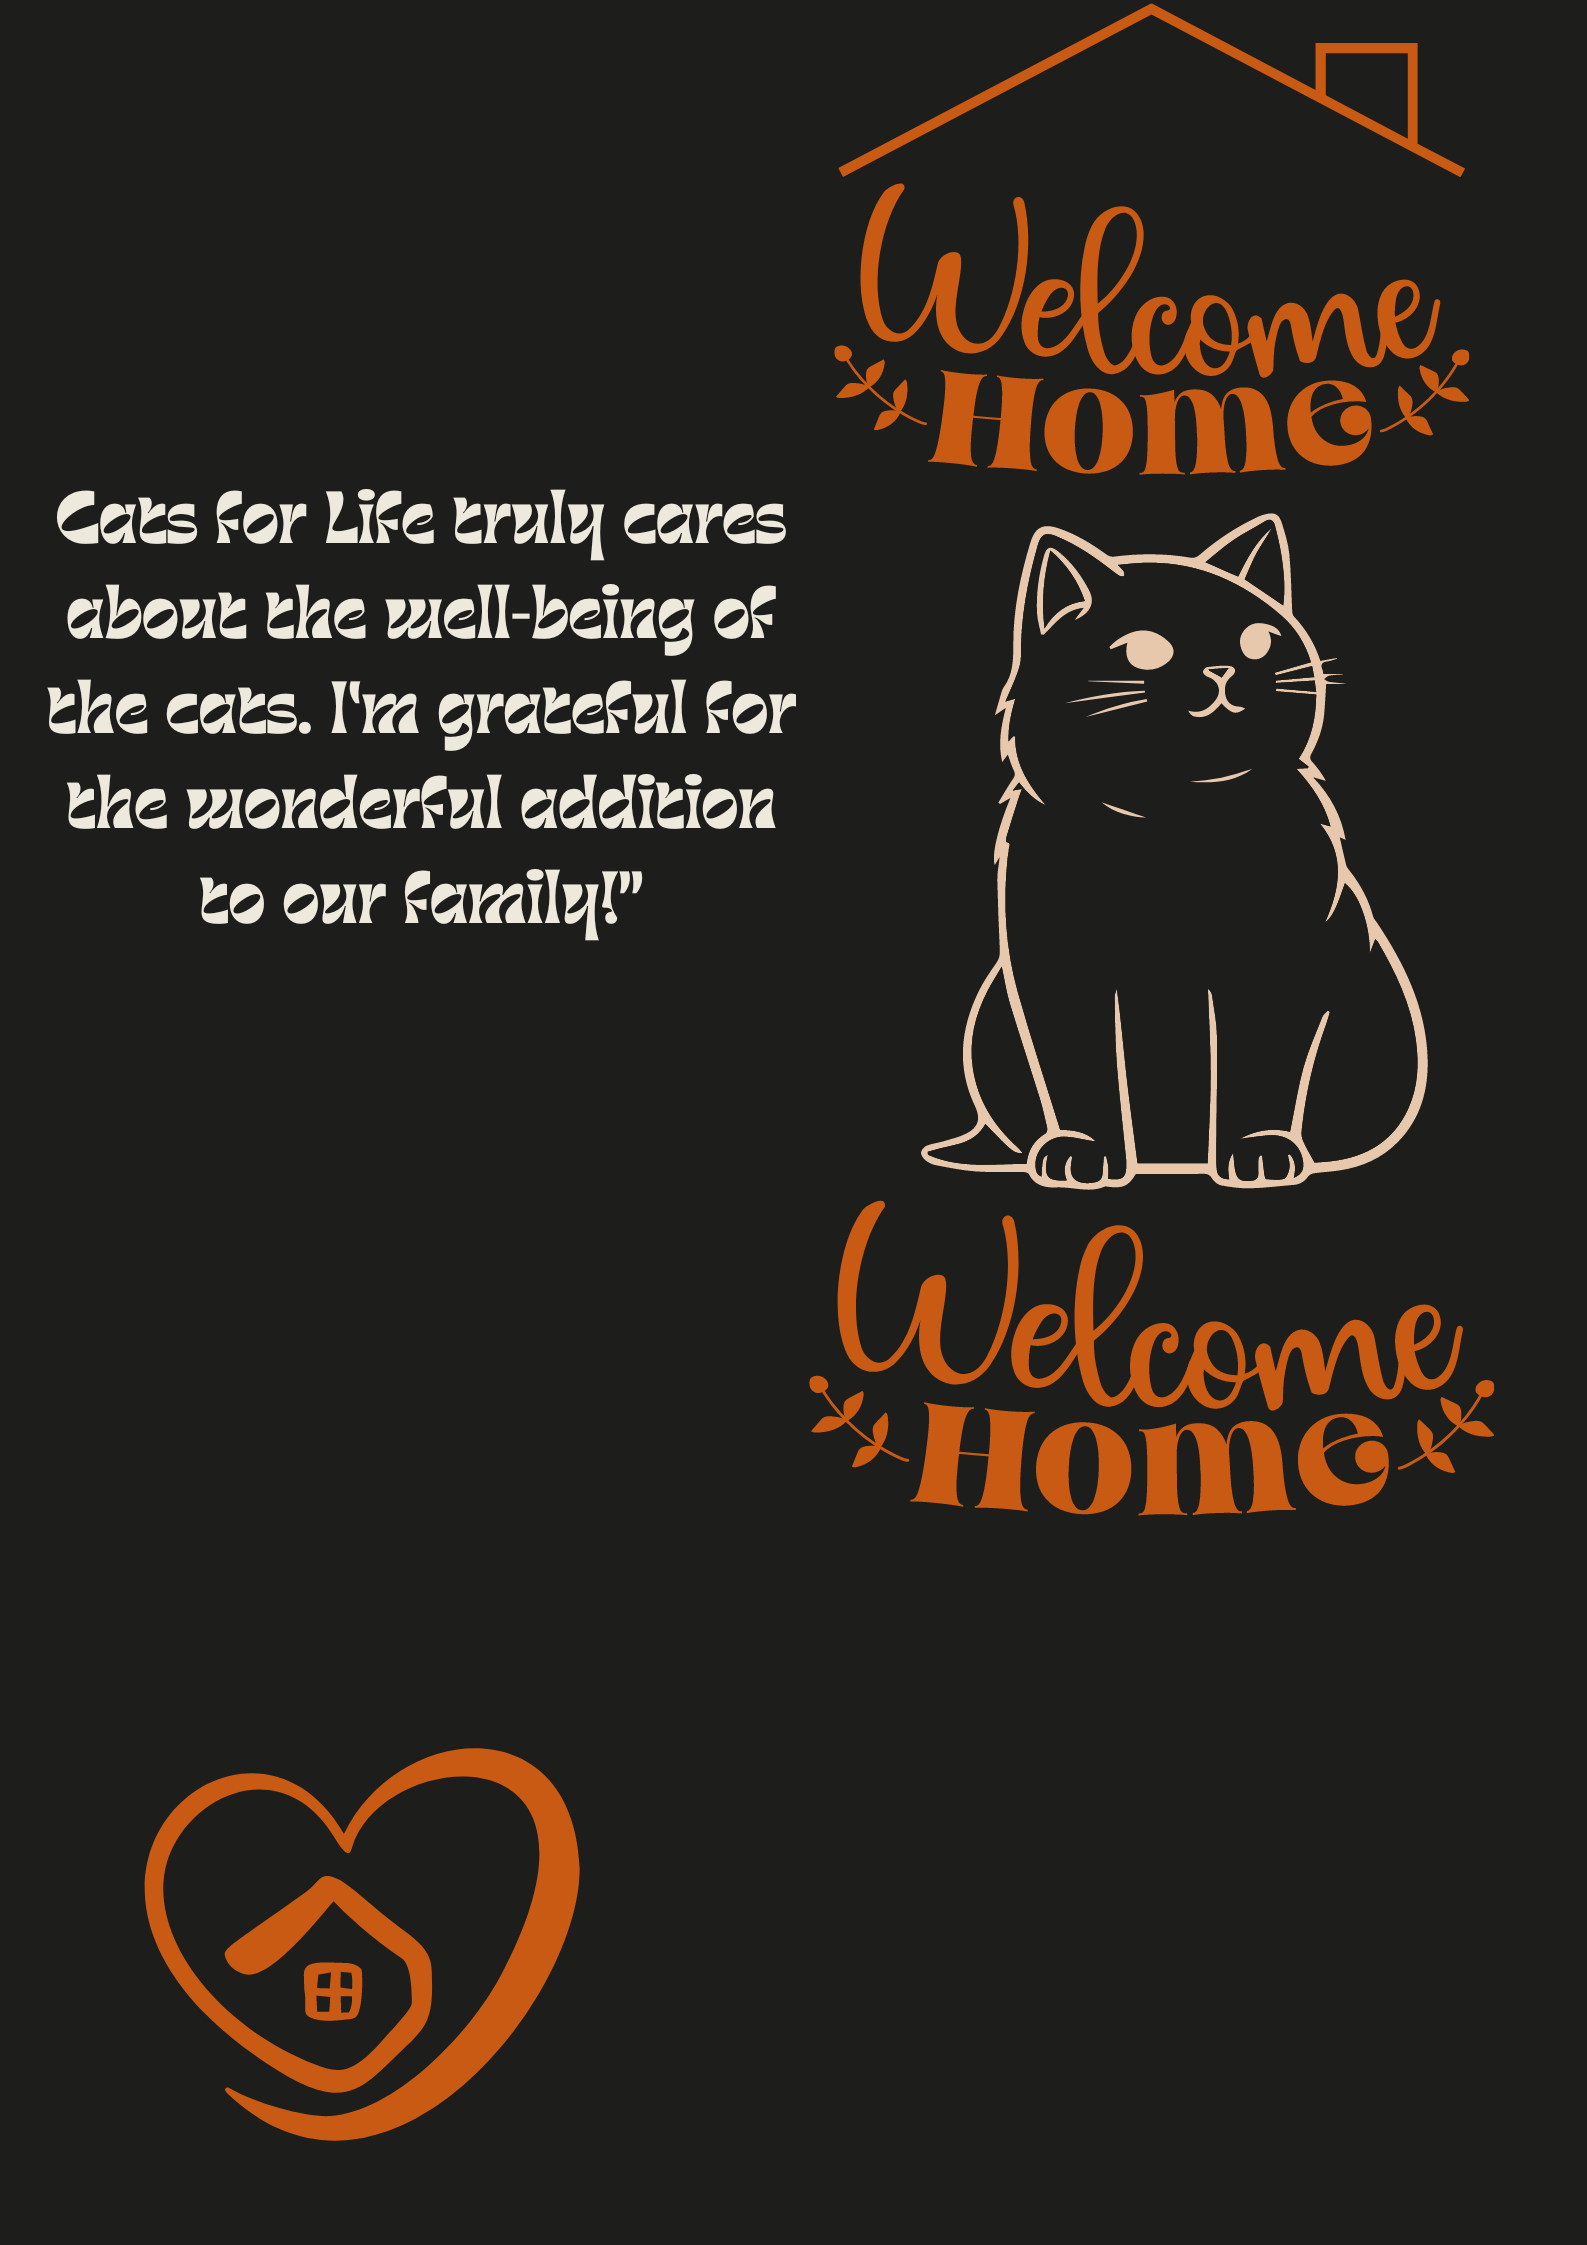 Welcome
Home
Cats for Life truly cares
about the well-being of
the cats. I'm grateful for
the wonderful addition
to our family!”
Welcome
Home